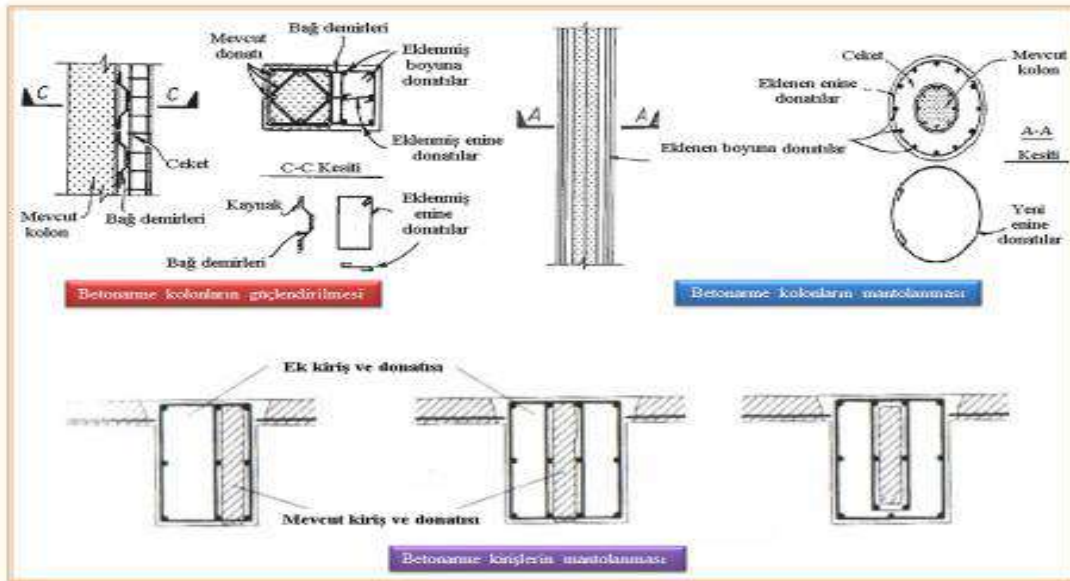 Bağ demirleri
Mevcut
donatı
Eklenmiş
boyuna
donatılar
C
C
Ceket
Eklenmiş enine
donatılar
C-C Kesiti
Mevcut
kolon
Bağ demirleri
Kaynak
Bağ demirleri
Eklenmiş
enine
donatılar
Betonarme kolonların güçlendirilmesi
A
A
Ceket
Mevcut
kolon
Eklenen enine
donatılar
Eklenen boyuna donatılar
A-A
Kesiti
Yeni
enine
donatılar
Betonarme kolonların mantolanması
Ek kiriş ve donatısı
Mevcut kiriş ve donatısı
Betonarme kirişlerin mantolanması